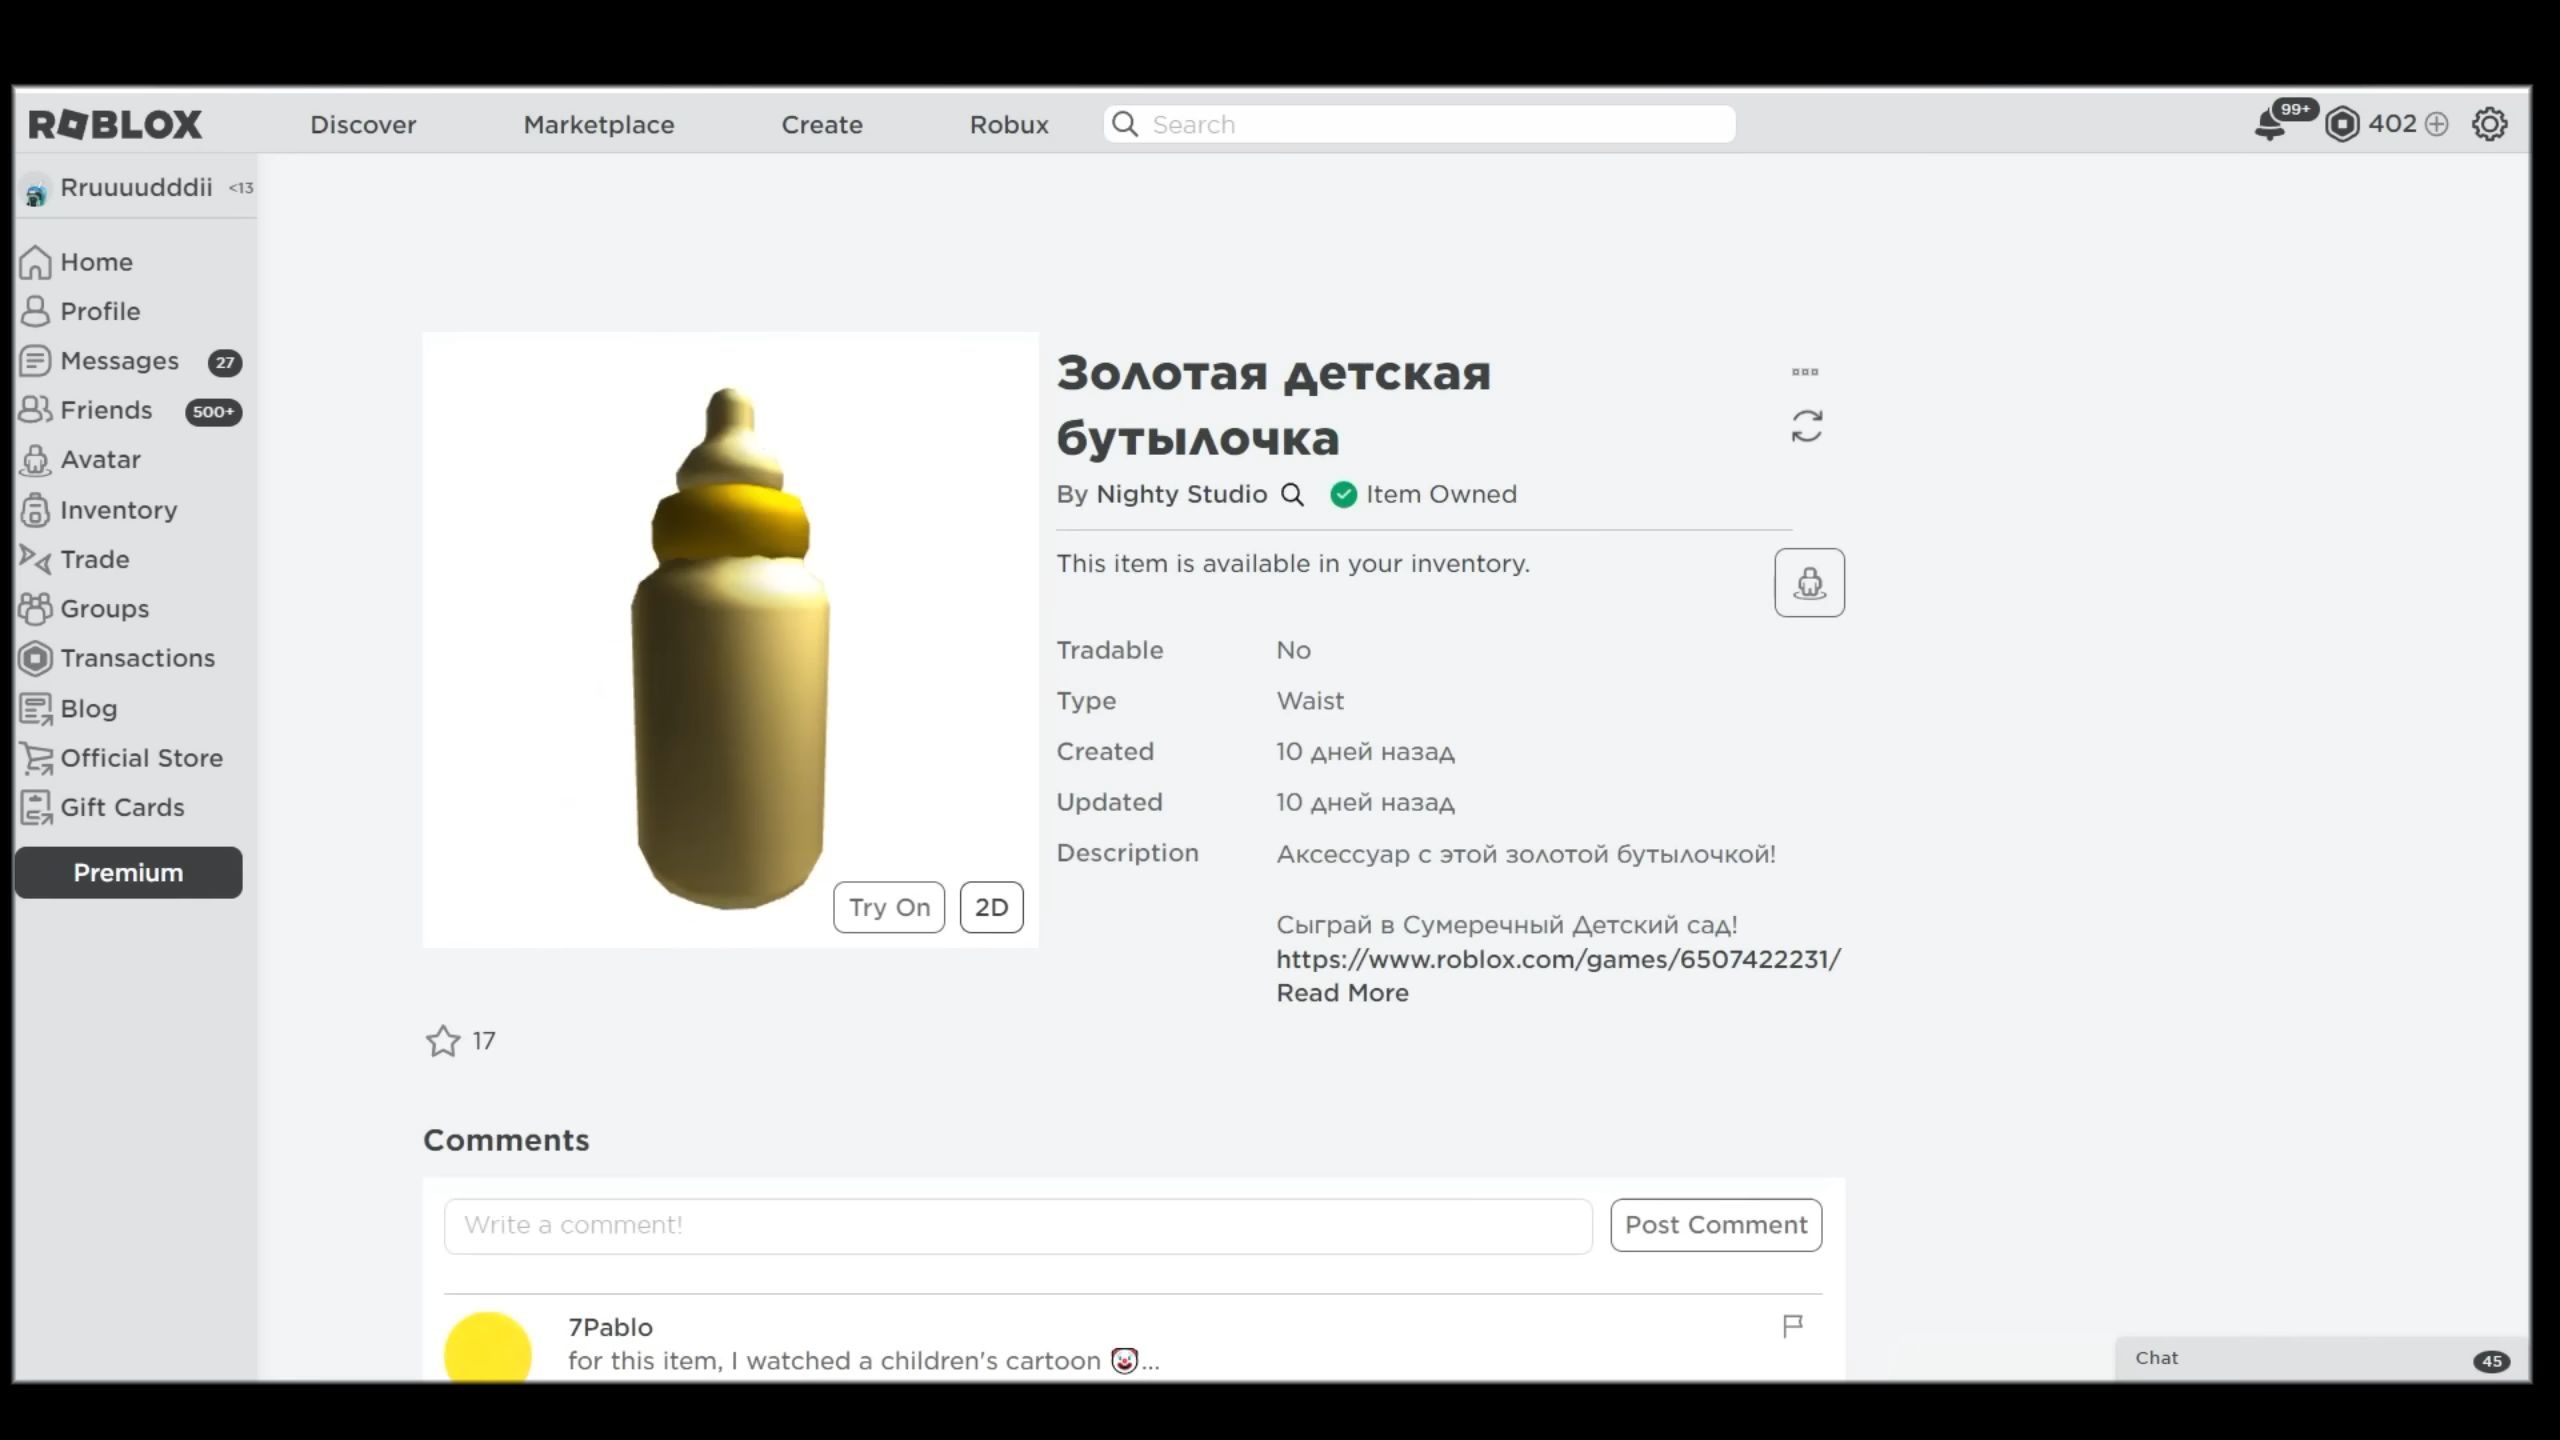 ROBLOX
Discover
Marketplace
Create
Robux
Search
99+
402
Rruuuudddii
<13
Home
Profile
Messages
27
Friends
500+
Avatar
Inventory
Trade
Groups
Transactions
Blog
Official Store
Gift Cards
Premium
Золотая детская
бутылочка
By Nighty Studio
Item Owned
This item is available in your inventory.
Tradable No
Type Waist
Created 10 дней назад
Updated 10 дней назад
Description Аксессуар с этой золотой бутылочкой!
Сыграй в Сумеречный Детский сад!
https://www.roblox.com/games/6507422231/
Read More
Try On
2D
17
Comments
Write a comment!
Post Comment
7Pablo
for this item, I watched a children's cartoon 🤡...
Chat
45